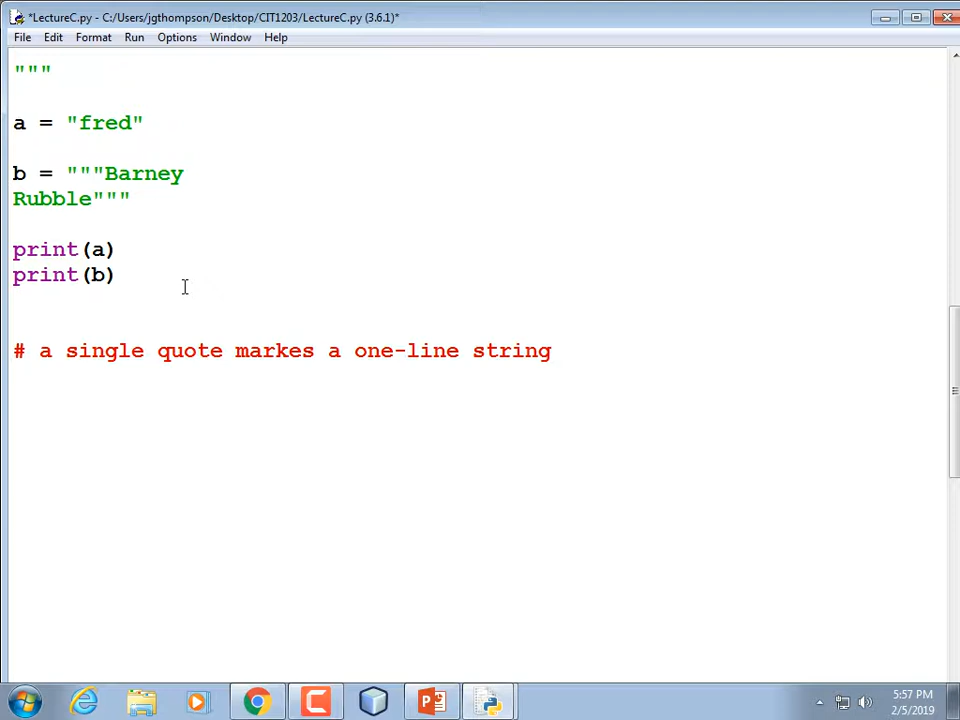 *LectureC.py - C:/Users/jgthompson/Desktop/CIT1203/LectureC.py (3.6.1)*
File Edit Format Run Options Window Help
"""
a = "fred"
b = """Barney
Rubble"""
print(a)
print(b)
# a single quote markes a one-line string
5:57 PM
2/5/2019